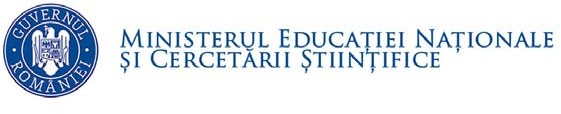 GUVERNUL
ROMÂNIEI
MINISTERUL EDUCAȚIEI NAȚIONALE
ȘI CERCETĂRII ȘTIINȚIFICE